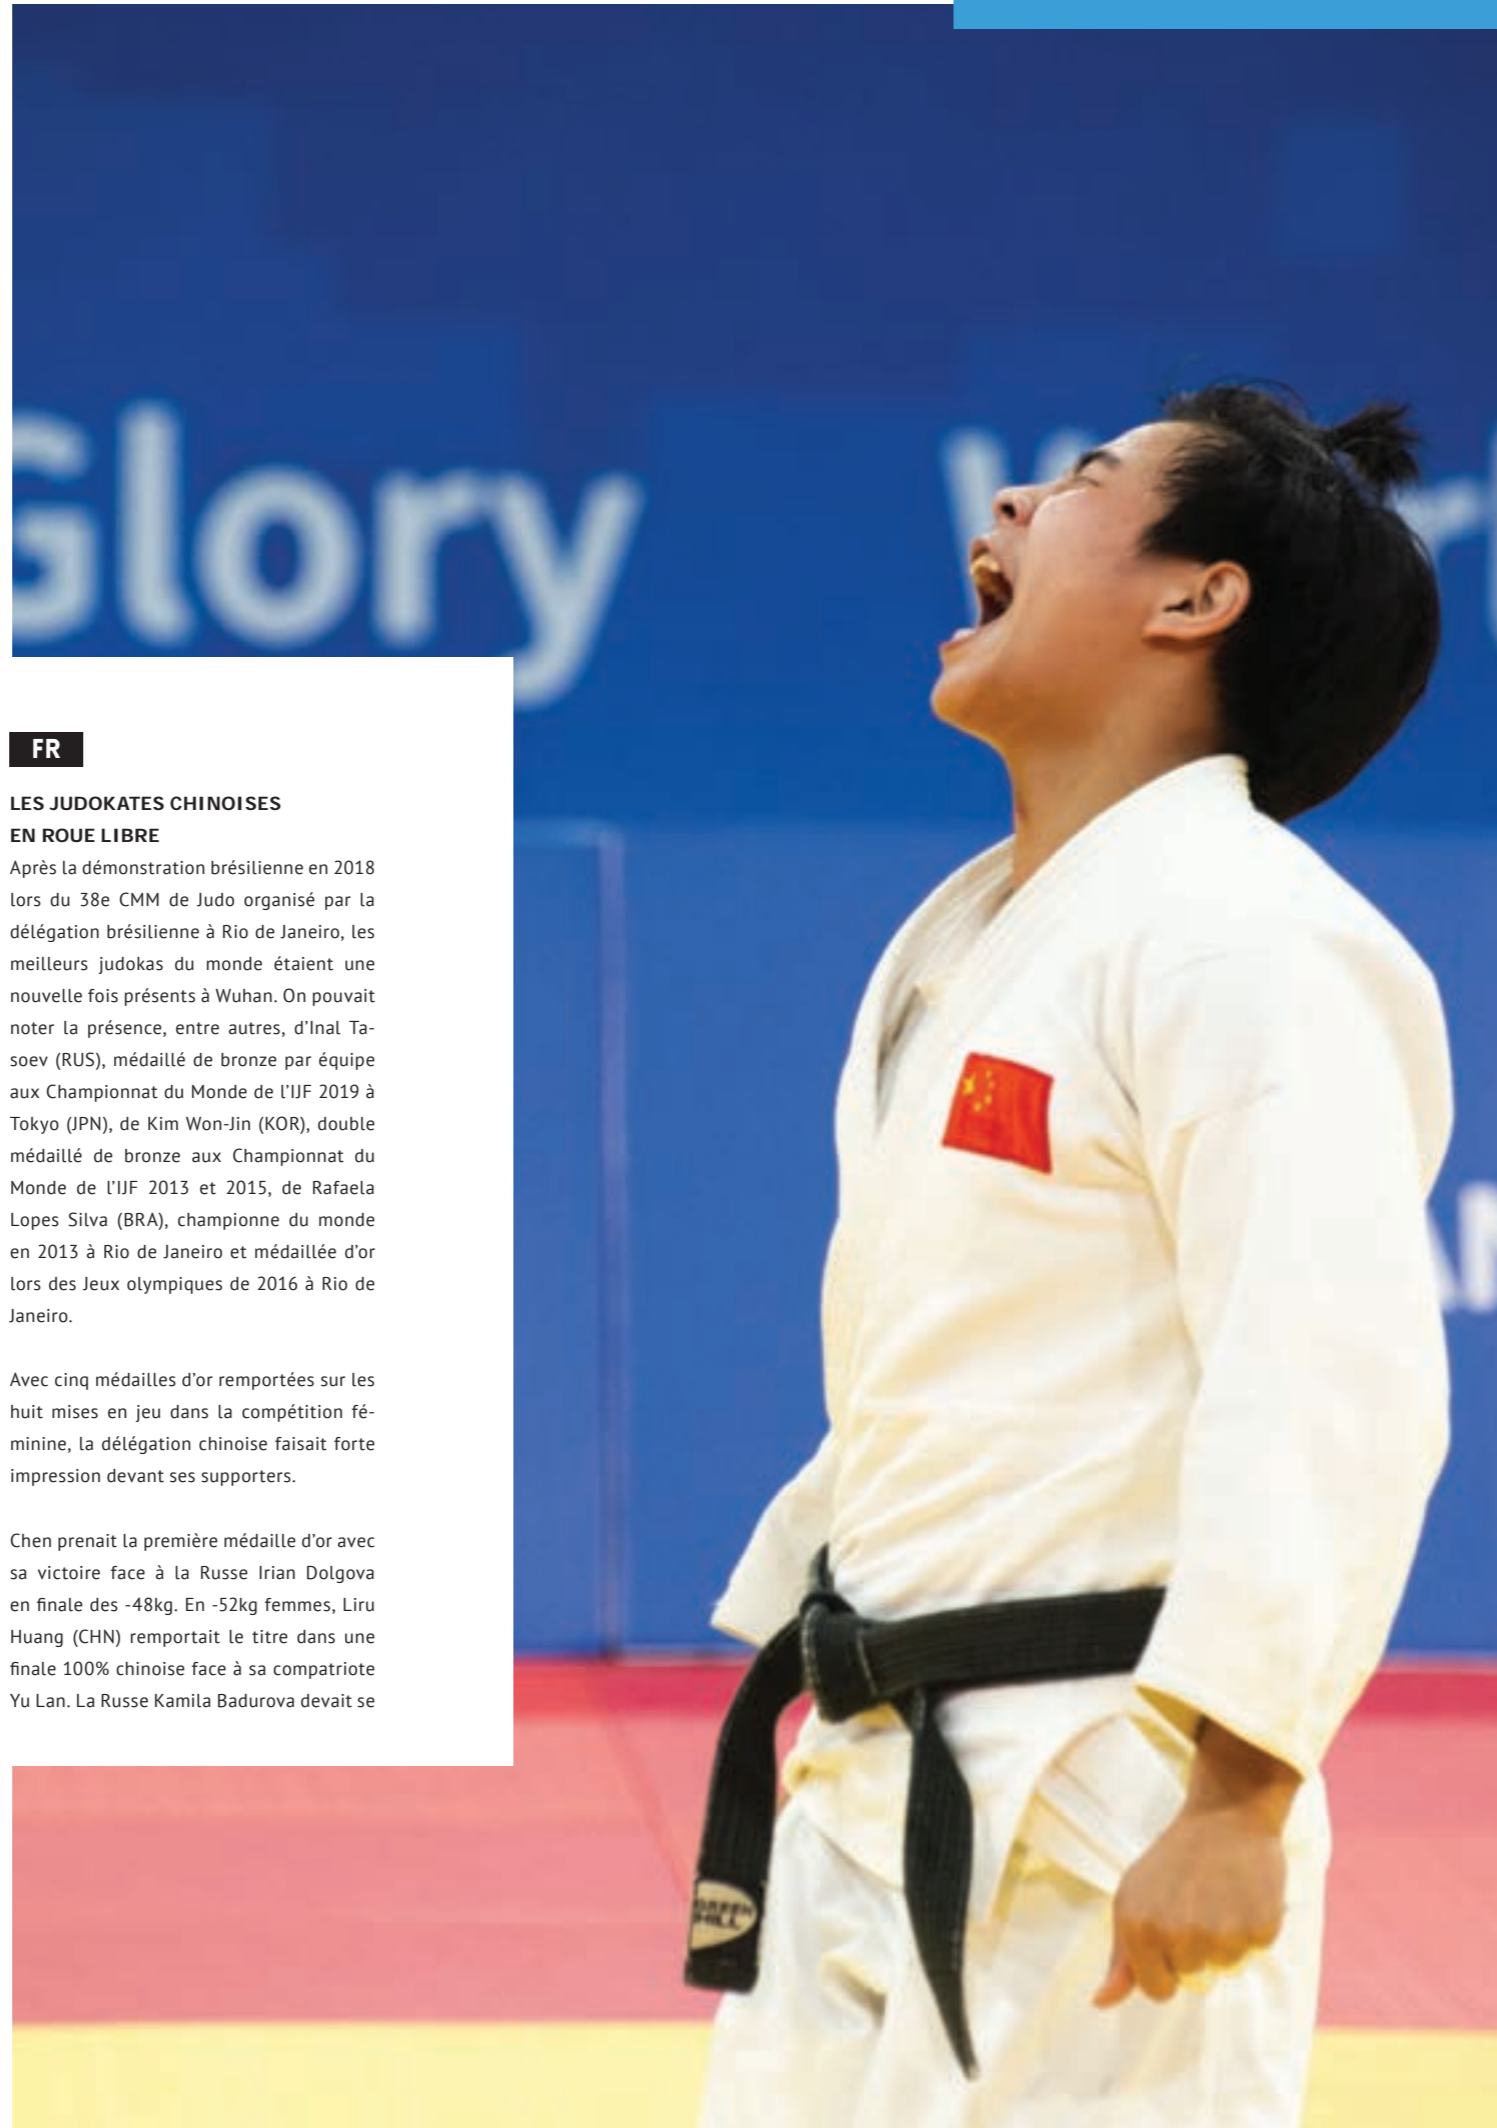 Glory
FR
LES JUDOKATES CHINOISES
EN ROUE LIBRE
Après la démonstration brésilienne en 2018
lors du 38e CMM de Judo organisé par la
délégation brésilienne à Rio de Janeiro, les
meilleurs judokas du monde étaient une
nouvelle fois présents à Wuhan. On pouvait
noter la présence, entre autres, d’Inal Ta-
soev (RUS), médaillé de bronze par équipe
aux Championnat du Monde de l’IJF 2019 à
Tokyo (JPN), de Kim Won-Jin (KOR), double
médaillé de bronze aux Championnat du
Monde de l’IJF 2013 et 2015, de Rafaela
Lopes Silva (BRA), championne du monde
en 2013 à Rio de Janeiro et médaillée d’or
lors des Jeux olympiques de 2016 à Rio de
Janeiro.
Avec cinq médailles d’or remportées sur les
huit mises en jeu dans la compétition fé-
minine, la délégation chinoise faisait forte
impression devant ses supporters.
Chen prenait la première médaille d’or avec
sa victoire face à la Russe Irian Dolgova
en finale des -48kg. En -52kg femmes, Liru
Huang (CHN) remportait le titre dans une
finale 100% chinoise face à sa compatriote
Yu Lan. La Russe Kamila Badurova devait se
GREEN
HILL